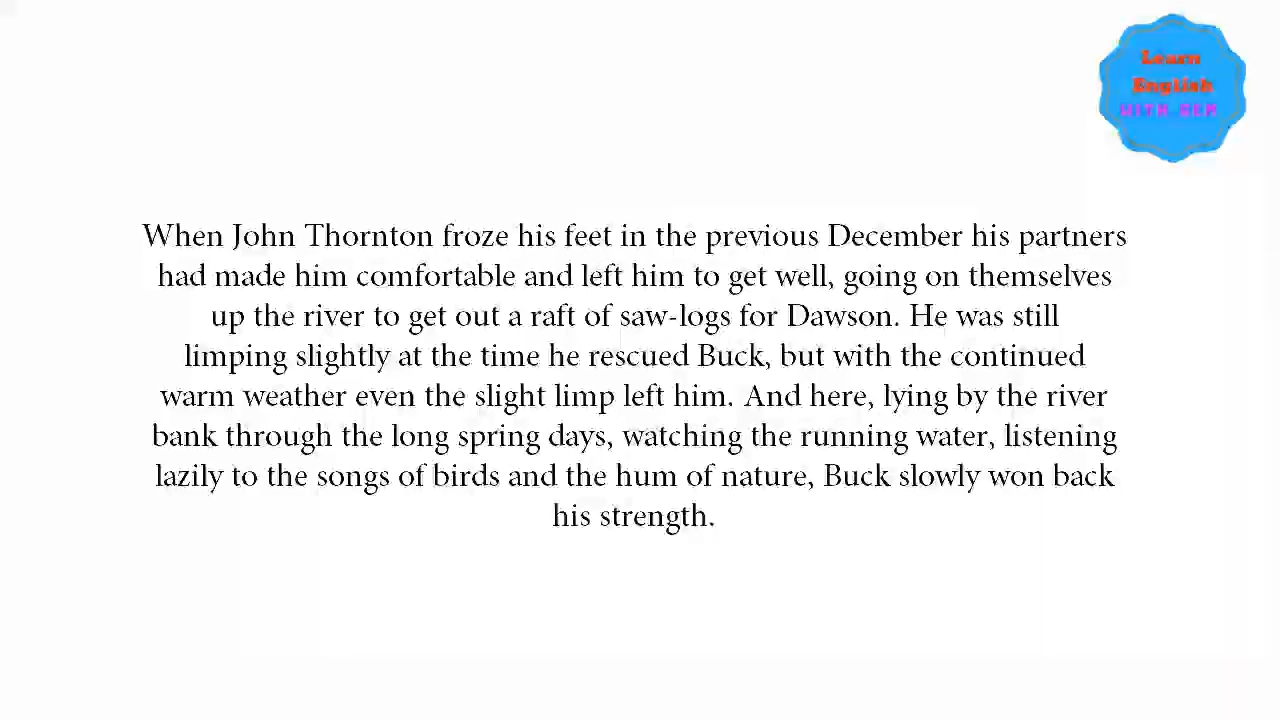 Learn
English
WITH GEM
When John Thornton froze his feet in the previous December his partners
had made him comfortable and left him to get well, going on themselves
up the river to get out a raft of saw-logs for Dawson. He was still
limping slightly at the time he rescued Buck, but with the continued
warm weather even the slight limp left him. And here, lying by the river
bank through the long spring days, watching the running water, listening
lazily to the songs of birds and the hum of nature, Buck slowly won back
his strength.